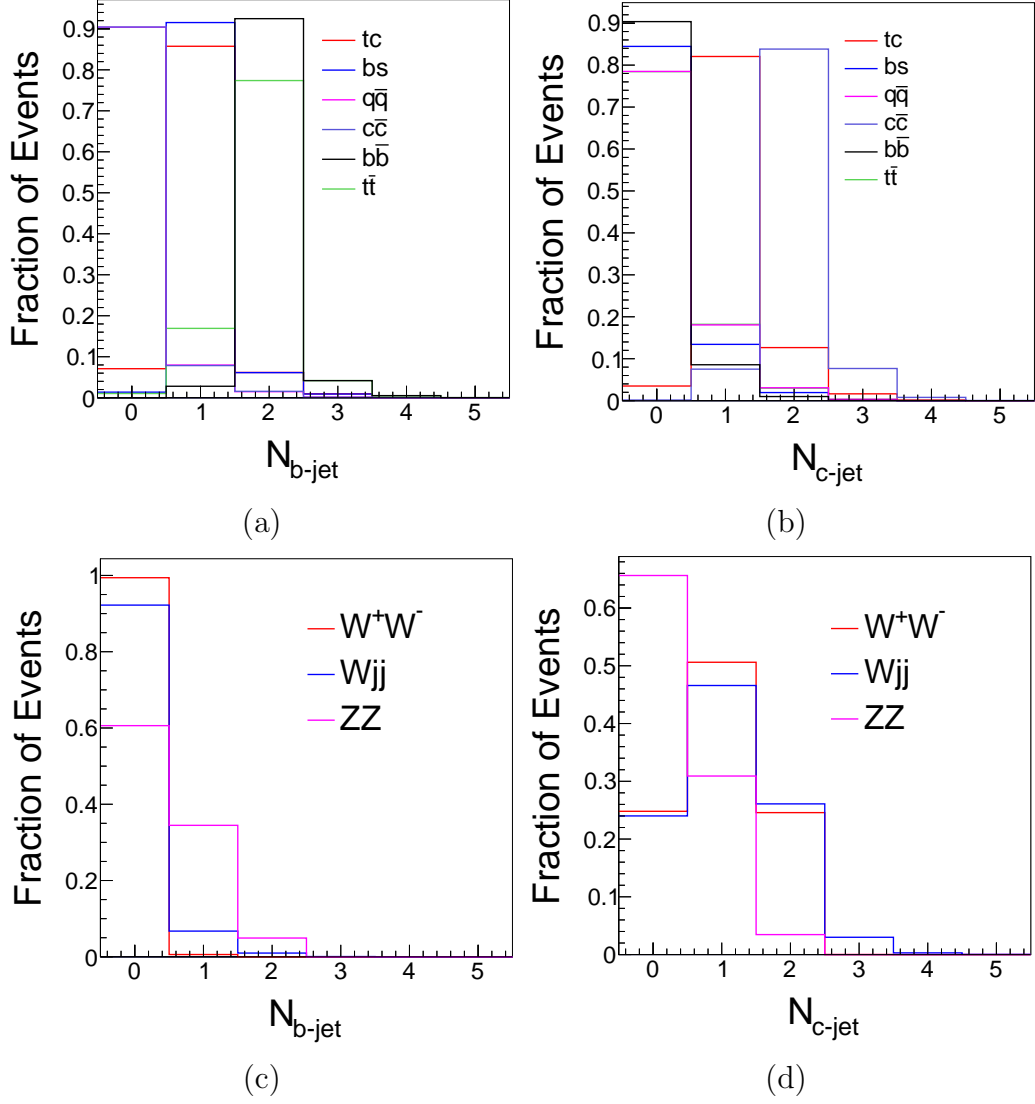 Fraction of Events
0.9
0.8
0.7
0.6
0.5
0.4
0.3
0.2
0.1
0
tc
bs
qq̄
cc̄
bb̄
tt̄
0 1 2 3 4 5
N_b-jet
(a)
Fraction of Events
0.9
0.8
0.7
0.6
0.5
0.4
0.3
0.2
0.1
0
tc
bs
qq̄
cc̄
bb̄
tt̄
0 1 2 3 4 5
N_c-jet
(b)
Fraction of Events
1
0.8
0.6
0.4
0.2
0
W⁺W⁻
Wjj
ZZ
0 1 2 3 4 5
N_b-jet
(c)
Fraction of Events
0.6
0.5
0.4
0.3
0.2
0.1
0
W⁺W⁻
Wjj
ZZ
0 1 2 3 4 5
N_c-jet
(d)